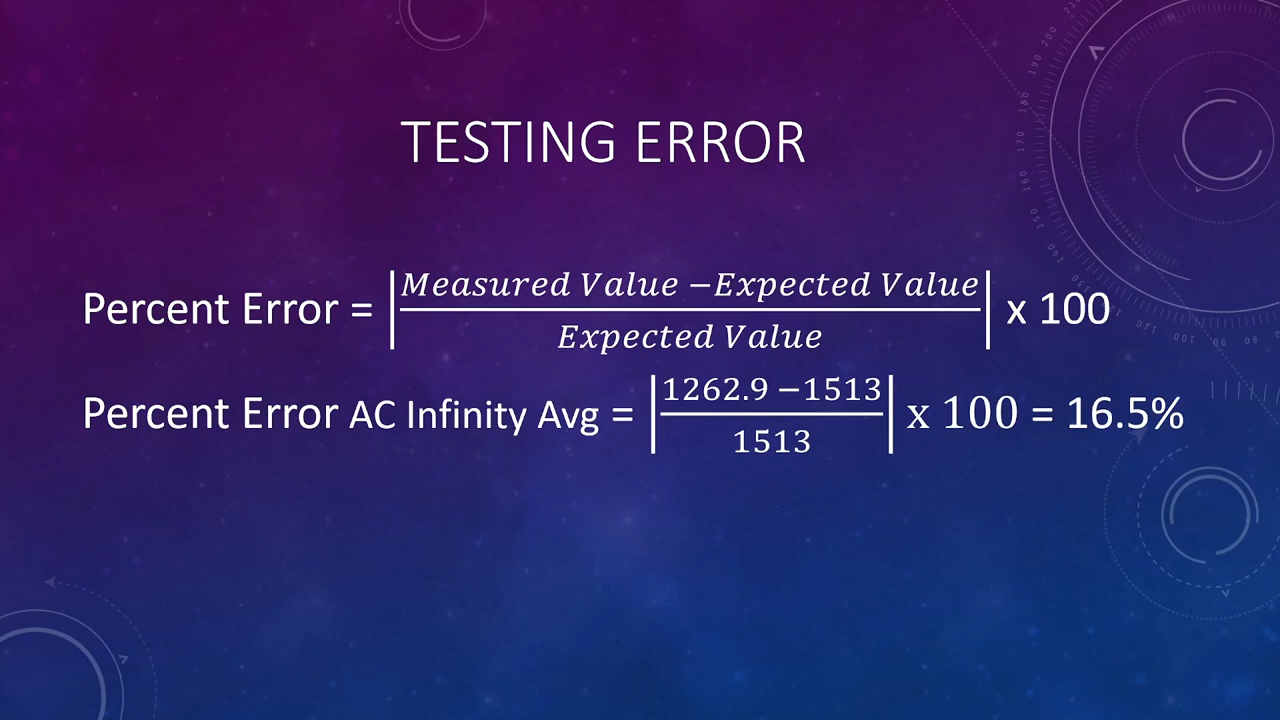 TESTING ERROR
Percent Error = |Measured Value −Expected Value / Expected Value| x 100
Percent Error AC Infinity Avg = |1262.9 −1513 / 1513| x 100 = 16.5%